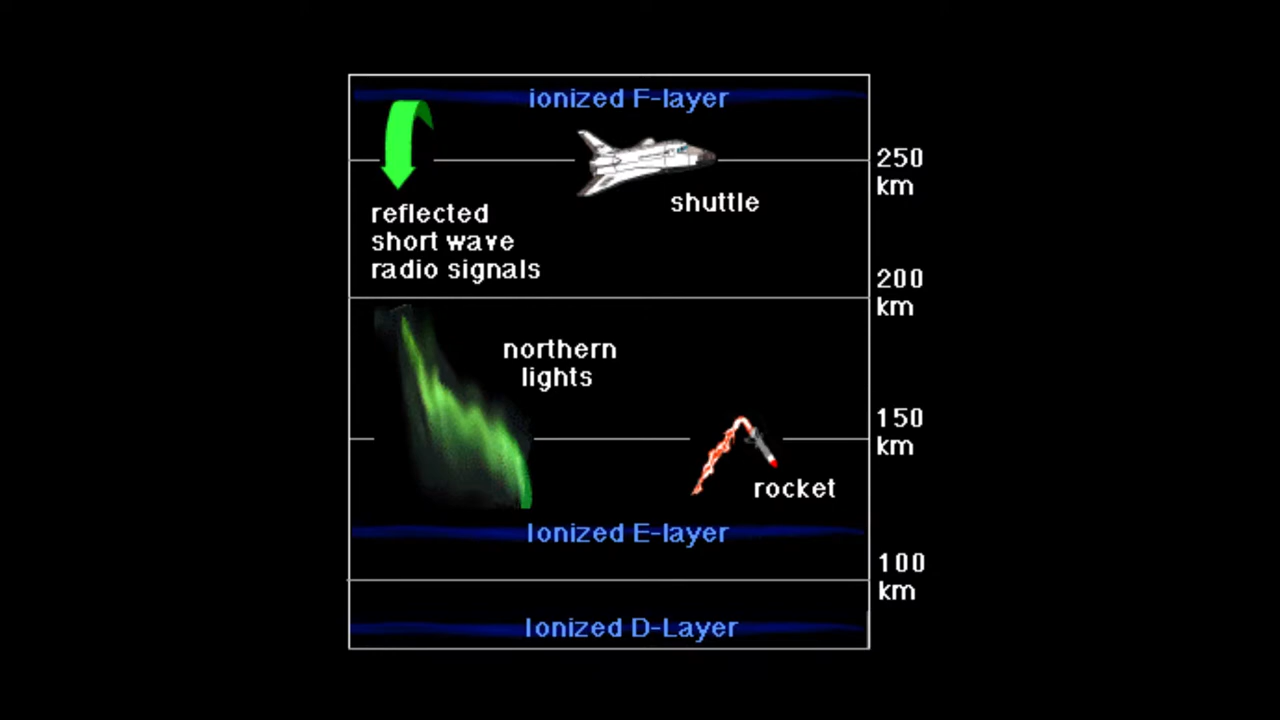 ionized F-layer
250
km
shuttle
reflected
short wave
radio signals
200
km
northern
lights
150
km
rocket
Ionized E-layer
100
km
Ionized D-Layer